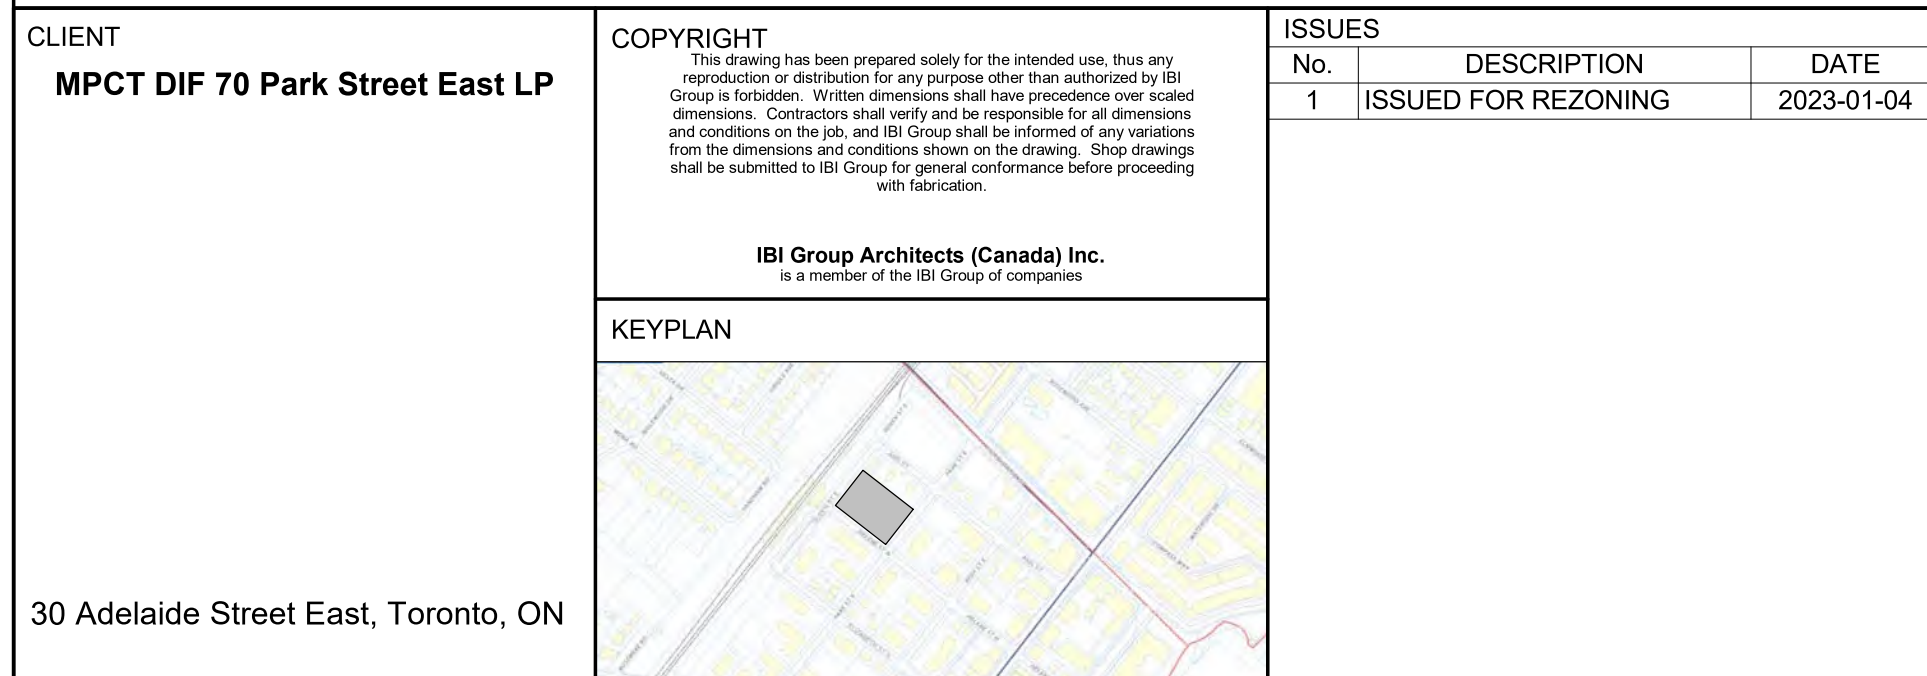 CLIENT
MPCT DIF 70 Park Street East LP
30 Adelaide Street East, Toronto, ON
COPYRIGHT
This drawing has been prepared solely for the intended use, thus any
reproduction or distribution for any purpose other than authorized by IBI
Group is forbidden. Written dimensions shall have precedence over scaled
dimensions. Contractors shall verify and be responsible for all dimensions
and conditions on the job, and IBI Group shall be informed of any variations
from the dimensions and conditions shown on the drawing. Shop drawings
shall be submitted to IBI Group for general conformance before proceeding
with fabrication.
IBI Group Architects (Canada) Inc.
is a member of the IBI Group of companies
KEYPLAN
ISSUES
No. DESCRIPTION DATE
1 ISSUED FOR REZONING 2023-01-04